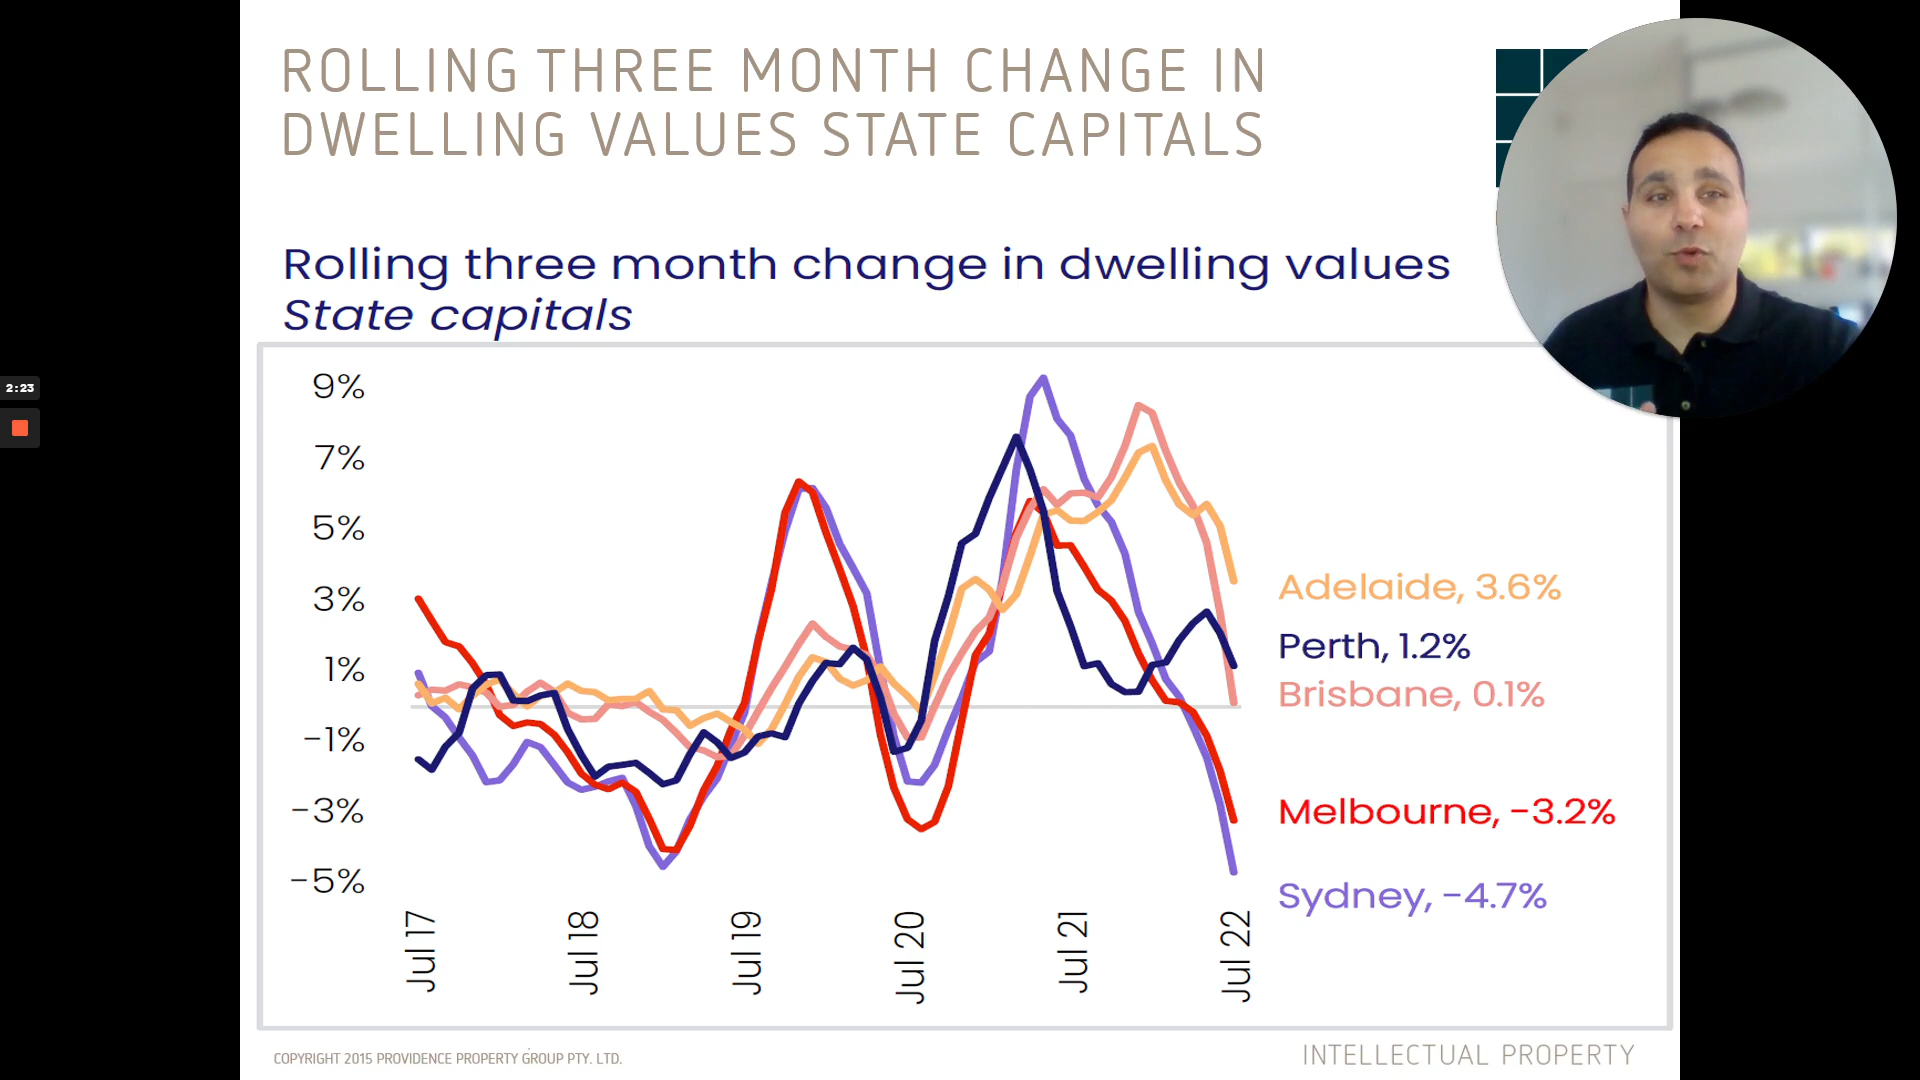 ROLLING THREE MONTH CHANGE IN
DWELLING VALUES STATE CAPITALS
Rolling three month change in dwelling values
State capitals
9%
7%
5%
3%
1%
-1%
-3%
-5%
Adelaide, 3.6%
Perth, 1.2%
Brisbane, 0.1%
Melbourne, -3.2%
Sydney, -4.7%
Jul 17
Jul 18
Jul 19
Jul 20
Jul 21
Jul 22
2:23
COPYRIGHT 2015 PROVIDENCE PROPERTY GROUP PTY. LTD.
INTELLECTUAL PROPERTY